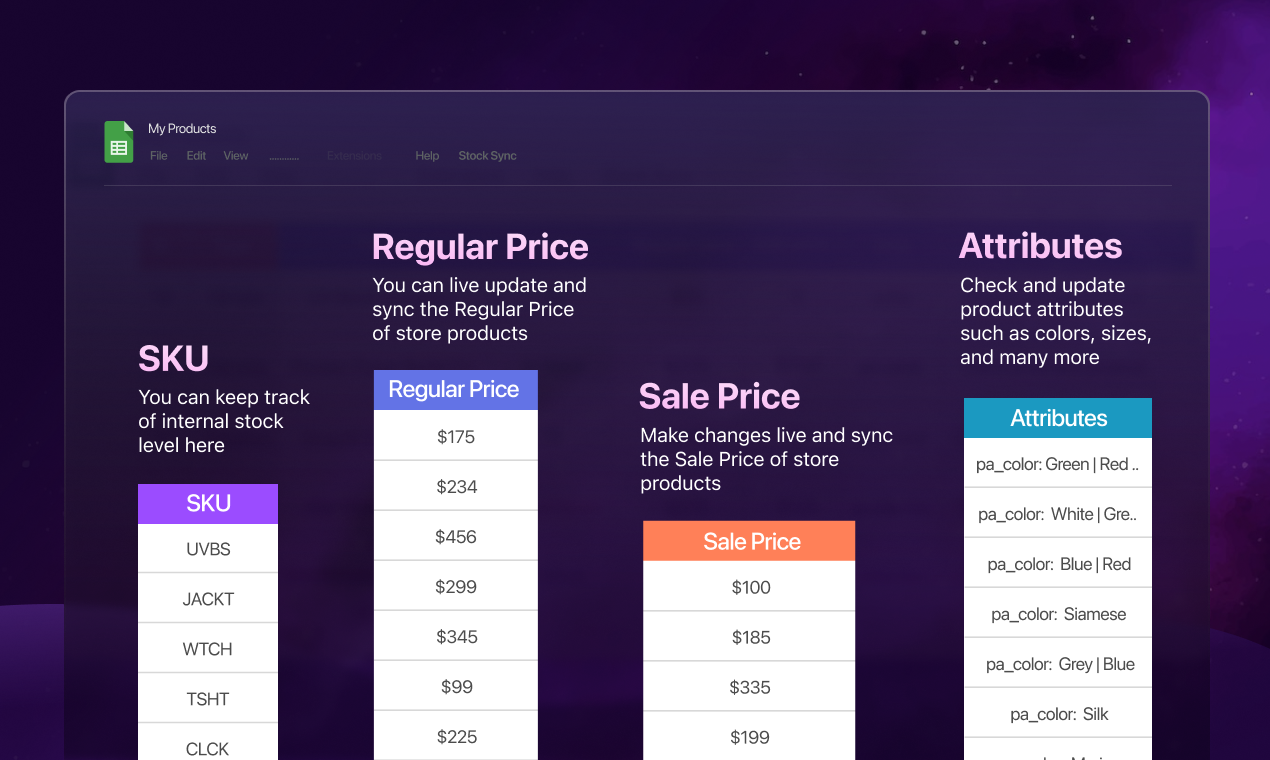 My Products
File Edit View ............ Extensions Help Stock Sync
SKU
You can keep track
of internal stock
level here
SKU
UVBS
JACKT
WTCH
TSHT
CLCK
Regular Price
You can live update and
sync the Regular Price
of store products
Regular Price
$175
$234
$456
$299
$345
$99
$225
Sale Price
Make changes live and sync
the Sale Price of store
products
Sale Price
$100
$185
$335
$199
Attributes
Check and update
product attributes
such as colors, sizes,
and many more
Attributes
pa_color: Green | Red ..
pa_color: White | Gre..
pa_color: Blue | Red
pa_color: Siamese
pa_color: Grey | Blue
pa_color: Silk